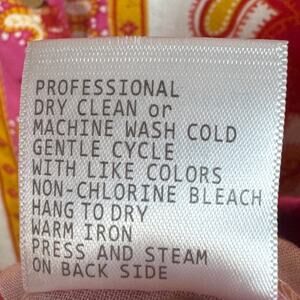 PROFESSIONAL
DRY CLEAN or
MACHINE WASH COLD
GENTLE CYCLE
WITH LIKE COLORS
NON-CHLORINE BLEACH
HANG TO DRY
WARM IRON
PRESS AND STEAM
ON BACK SIDE